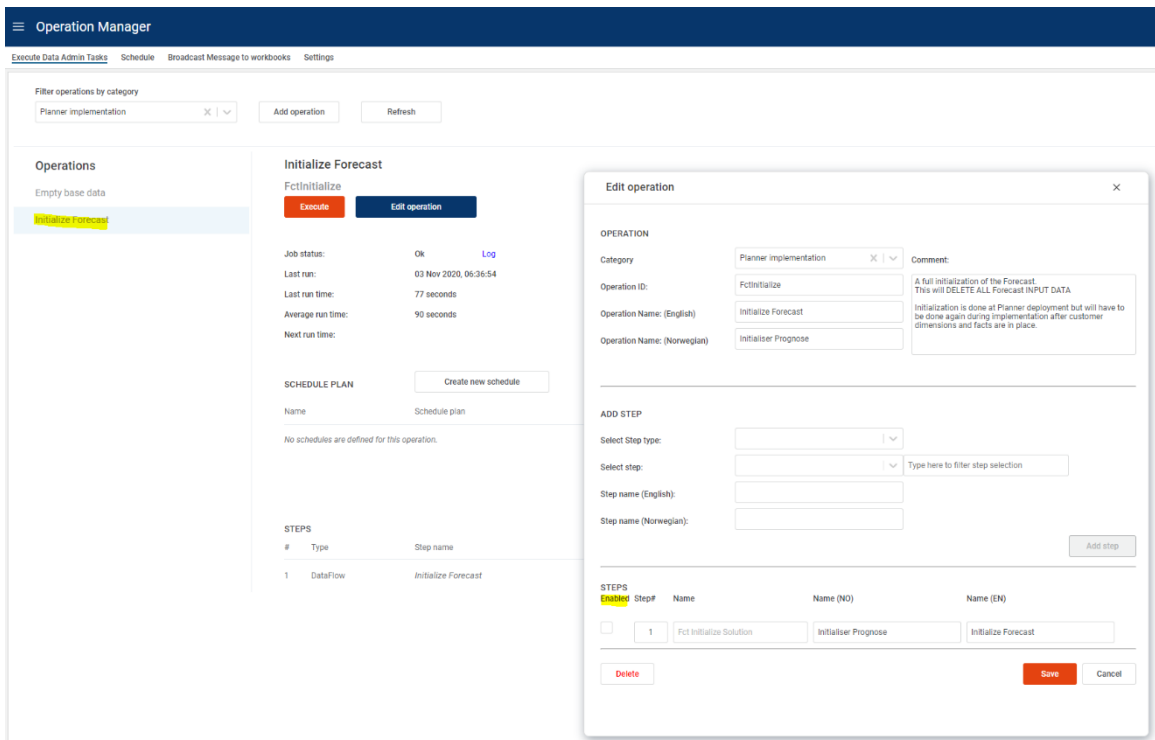 Operation Manager
Execute Data Admin Tasks Schedule Broadcast Message to workbooks Settings
Filter operations by category
Planner implementation
Add operation
Refresh
Operations
Empty base data
Initialize Forecast
Initialize Forecast
FctInitialize
Execute
Edit operation
Job status: Ok Log
Last run: 03 Nov 2020, 06:36:54
Last run time: 77 seconds
Average run time: 90 seconds
Next run time:
SCHEDULE PLAN Create new schedule
Name Schedule plan
No schedules are defined for this operation.
STEPS
# Type Step name
1 DataFlow Initialize Forecast
Edit operation
OPERATION
Category Planner implementation
Operation ID: FctInitialize
Operation Name: (English) Initialize Forecast
Operation Name: (Norwegian) Initialiser Prognose
Comment:
A full initialization of the Forecast.
This will DELETE ALL Forecast INPUT DATA
Initialization is done at Planner deployment but will have to
be done again during implementation after customer
dimensions and facts are in place.
ADD STEP
Select Step type:
Select step: Type here to filter step selection
Step name (English):
Step name (Norwegian):
Add step
STEPS
Enabled Step# Name Name (NO) Name (EN)
1 Fct Initialize Solution Initialiser Prognose Initialize Forecast
Delete Save Cancel